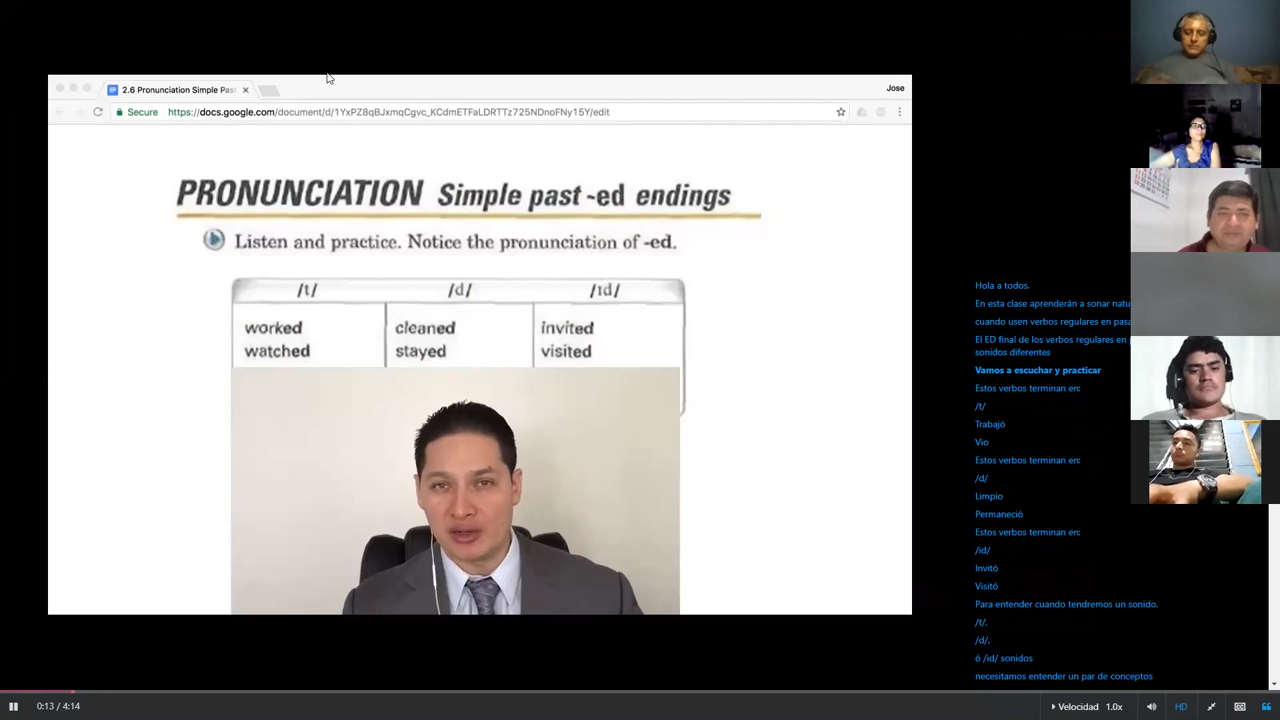 2.6 Pronunciation Simple Pas
Jose
Secure
https://docs.google.com/document/d/1YxPZ8qBJxmqCgvc_KCdmETFaLDRTTz725NDnoFNy15Y/edit
PRONUNCIATION Simple past -ed endings
Listen and practice. Notice the pronunciation of -ed.
/t/ /d/ /ɪd/
worked cleaned invited
watched stayed visited
Hola a todos.
En esta clase aprenderán a sonar
cuando usen verbos regulares en
El ED final de los verbos regulares en
sonidos diferentes
Vamos a escuchar y practicar
Estos verbos terminan en:
/t/
Trabajó
Vio
Estos verbos terminan en:
/d/
Limpio
Permaneció
Estos verbos terminan en:
/ɪd/
Invitó
Visitó
Para entender cuando tendremos un sonido.
/t/.
/d/.
ó /ɪd/ sonidos
necesitamos entender un par de conceptos
0:13 / 4:14
Velocidad 1.0x
HD